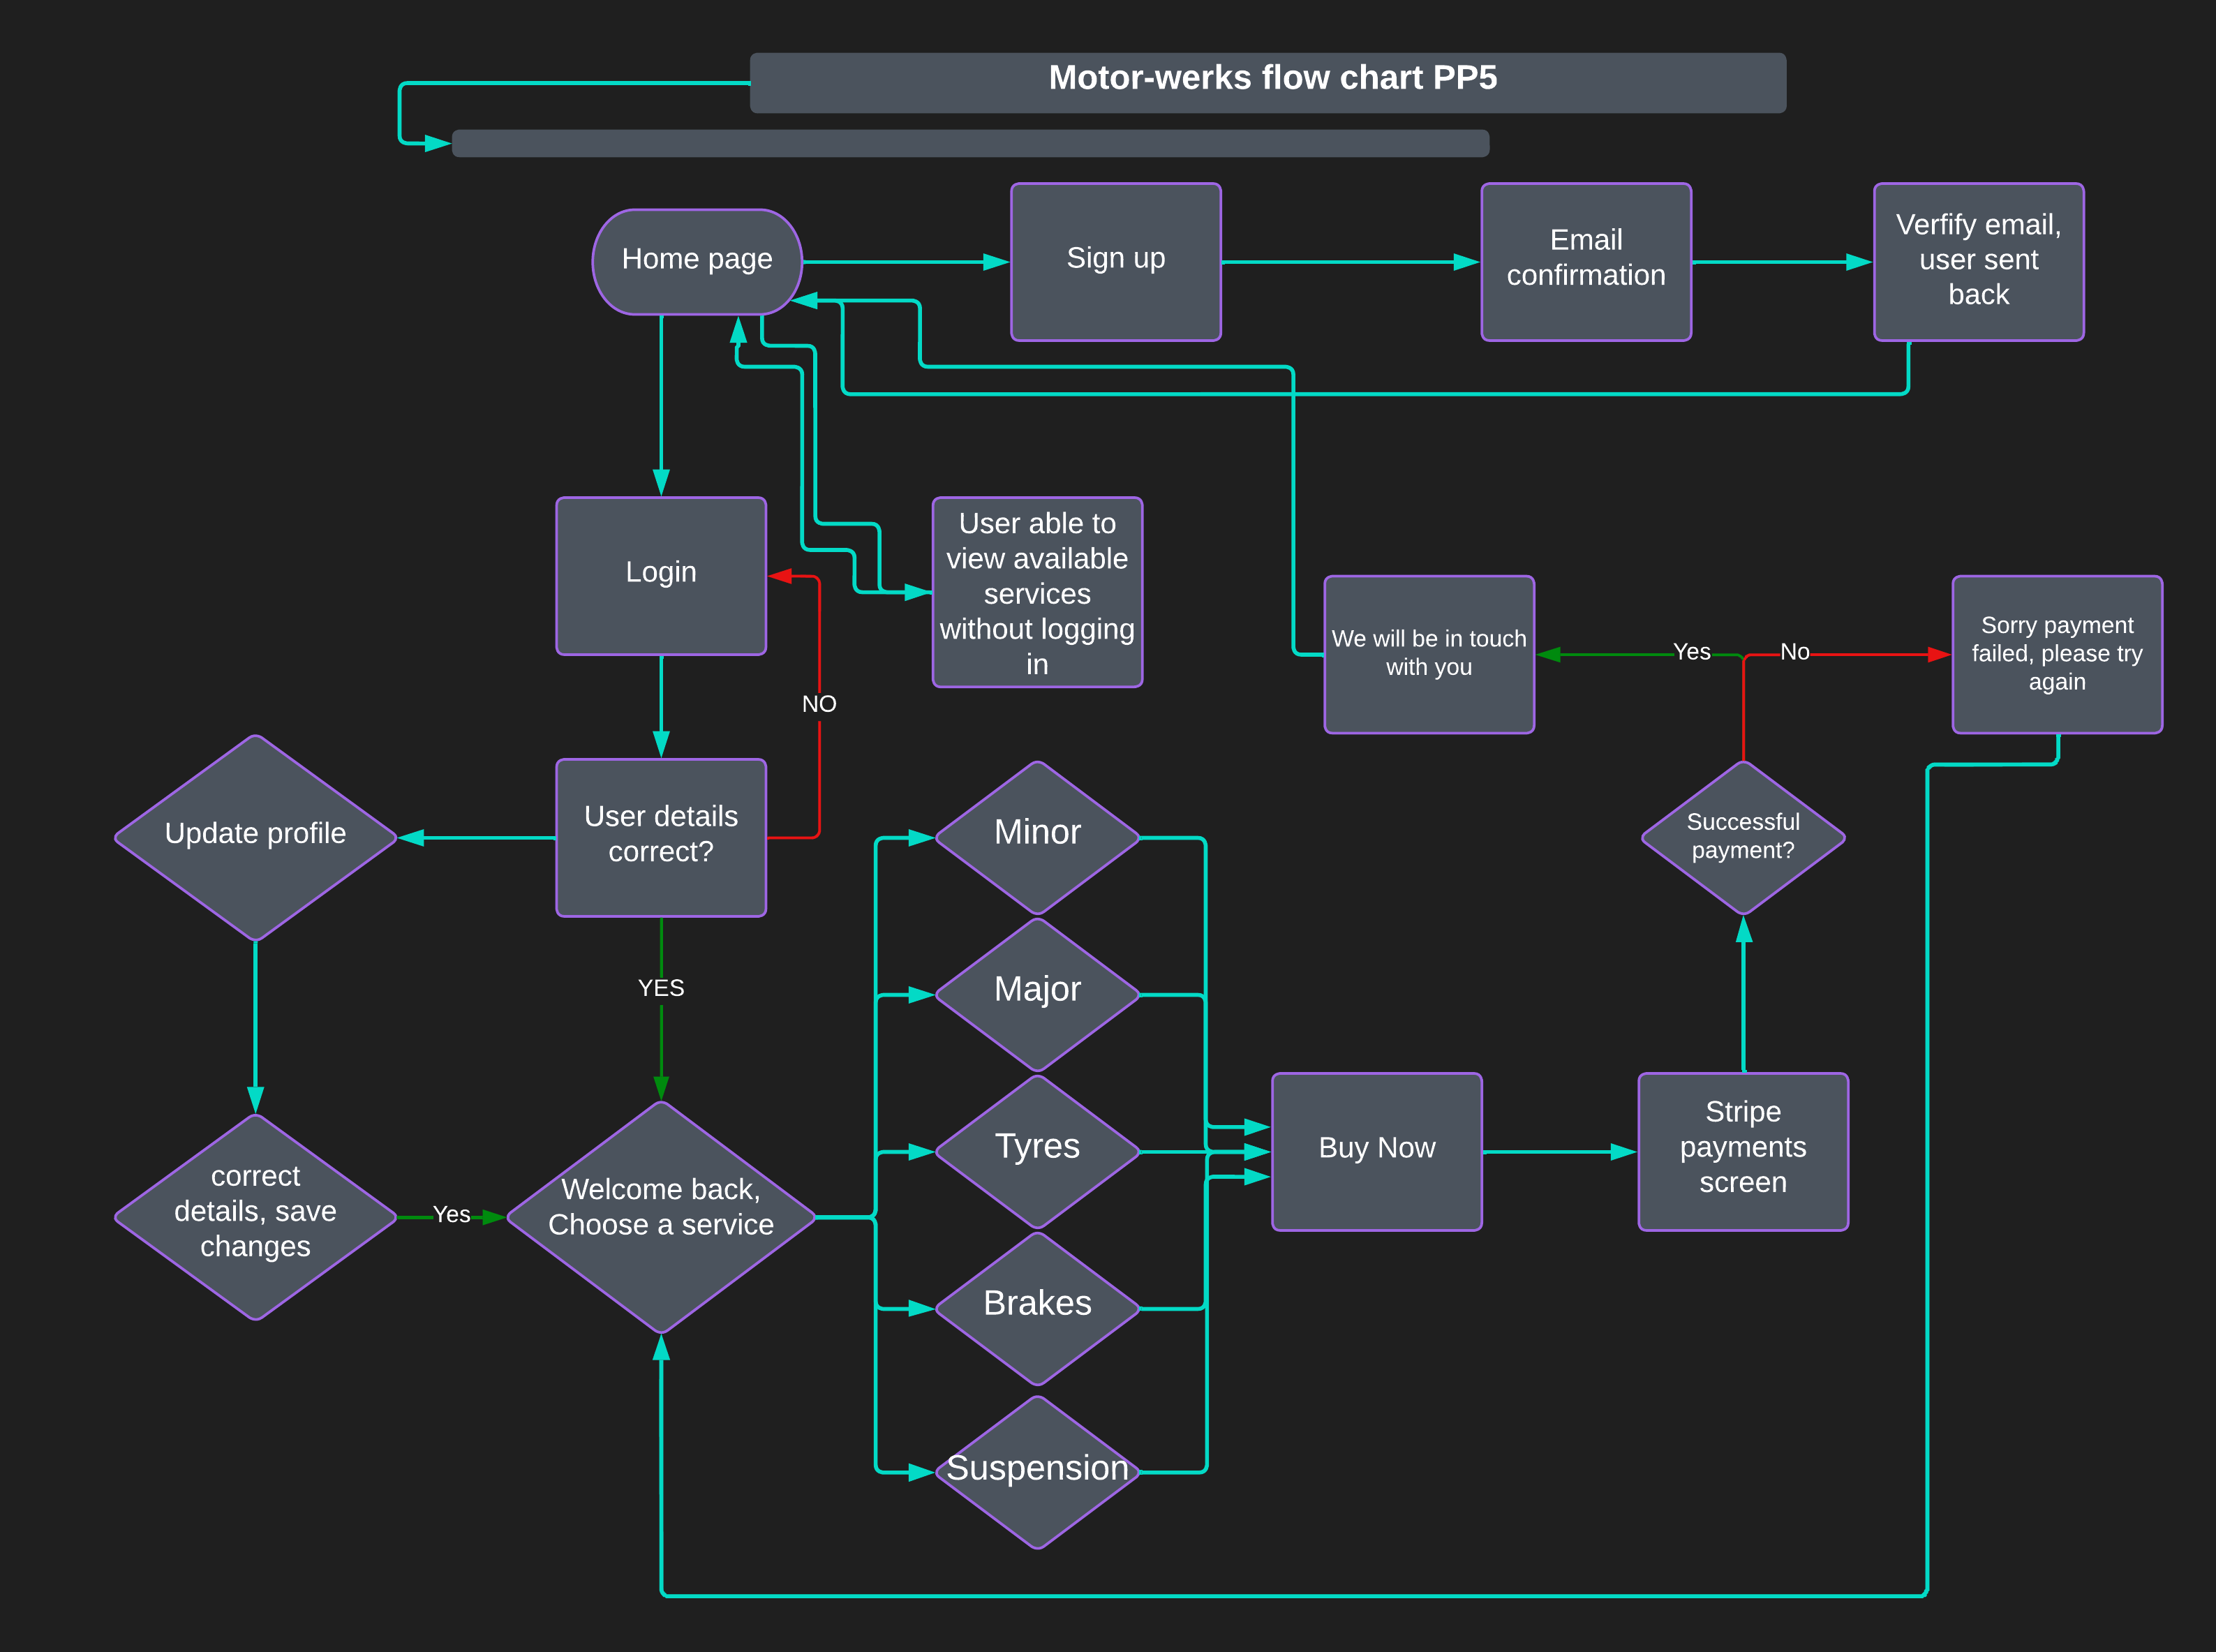 Motor-werks flow chart PP5
Home page
Sign up
Email
confirmation
Verfify email,
user sent
back
Login
User able to
view available
services
without logging
in
We will be in touch
with you
Yes
No
Sorry payment
failed, please try
again
NO
Update profile
User details
correct?
Minor
Successful
payment?
YES
Major
correct
details, save
changes
Yes
Welcome back,
Choose a service
Tyres
Buy Now
Stripe
payments
screen
Brakes
Suspension